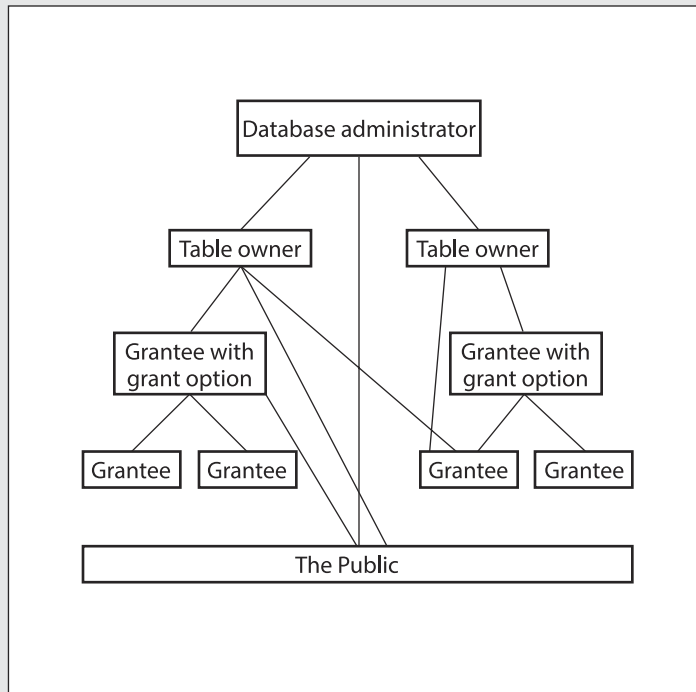 Database administrator
Table owner
Table owner
Grantee with
grant option
Grantee with
grant option
Grantee
Grantee
Grantee
Grantee
The Public